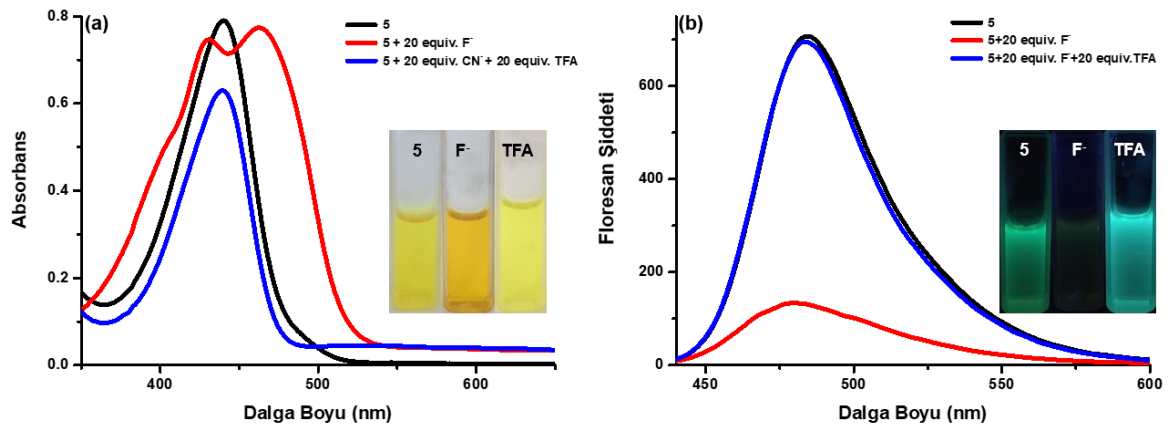 (a)
5
5 + 20 equiv. F⁻
5 + 20 equiv. CN⁻ + 20 equiv. TFA
0.8
0.6
0.4
0.2
0.0
Absorbans
5 F⁻ TFA
400 500 600
Dalga Boyu (nm)
(b)
5
5+20 equiv. F⁻
5+20 equiv. F⁻+20 equiv.TFA
600
400
200
0
Floresan Şiddeti
5 F⁻ TFA
450 500 550 600
Dalga Boyu (nm)